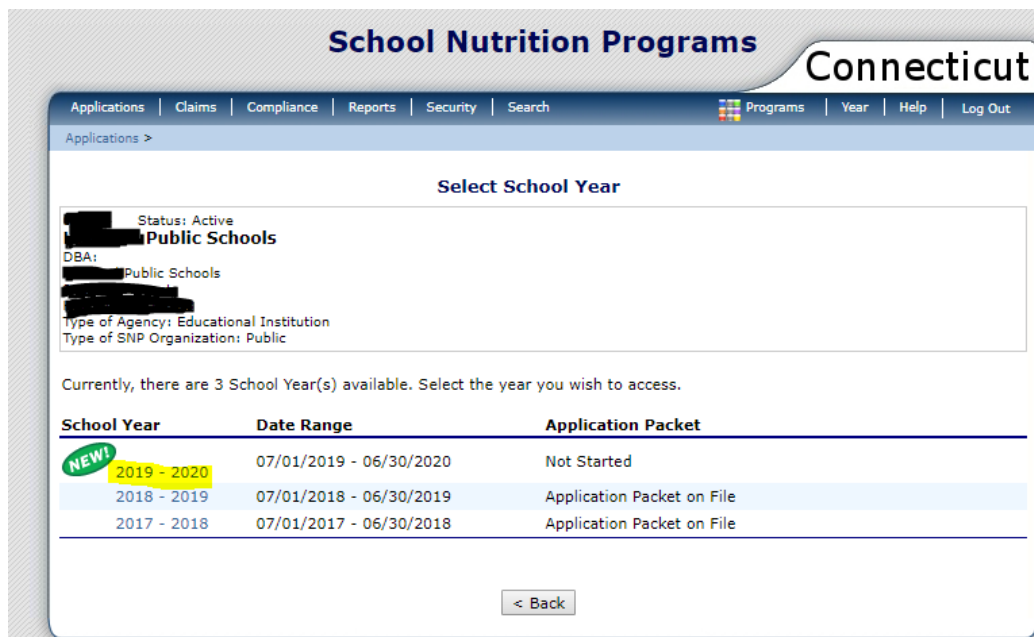 School Nutrition Programs
Connecticut
Applications | Claims | Compliance | Reports | Security | Search Programs | Year | Help | Log Out
Applications >
Select School Year
Status: Active
Public Schools
DBA:
Public Schools
Type of Agency: Educational Institution
Type of SNP Organization: Public
Currently, there are 3 School Year(s) available. Select the year you wish to access.
School Year Date Range Application Packet
NEW! 2019 - 2020 07/01/2019 - 06/30/2020 Not Started
2018 - 2019 07/01/2018 - 06/30/2019 Application Packet on File
2017 - 2018 07/01/2017 - 06/30/2018 Application Packet on File
< Back